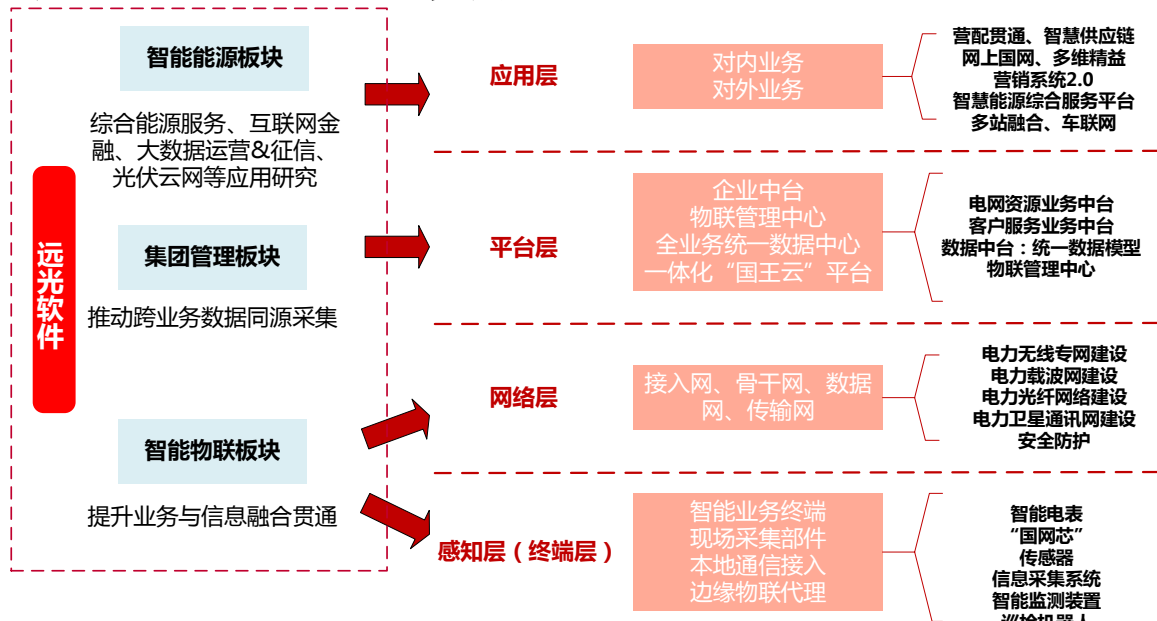 远光软件
智能能源板块
综合能源服务、互联网金
融、大数据运营&征信、
光伏云网等应用研究
集团管理板块
推动跨业务数据同源采集
智能物联板块
提升业务与信息融合贯通
应用层
对内业务
对外业务
营配贯通、智慧供应链
网上国网、多维精益
营销系统2.0
智慧能源综合服务平台
多站融合、车联网
平台层
企业中台
物联管理中心
全业务统一数据中心
一体化“国王云”平台
电网资源业务中台
客户服务业务中台
数据中台：统一数据模型
物联管理中心
网络层
接入网、骨干网、数据
网、传输网
电力无线专网建设
电力载波网建设
电力光纤网络建设
电力卫星通讯网建设
安全防护
感知层（终端层）
智能业务终端
现场采集部件
本地通信接入
边缘物联代理
智能电表
“国网芯”
传感器
信息采集系统
智能监测装置
巡检机器人